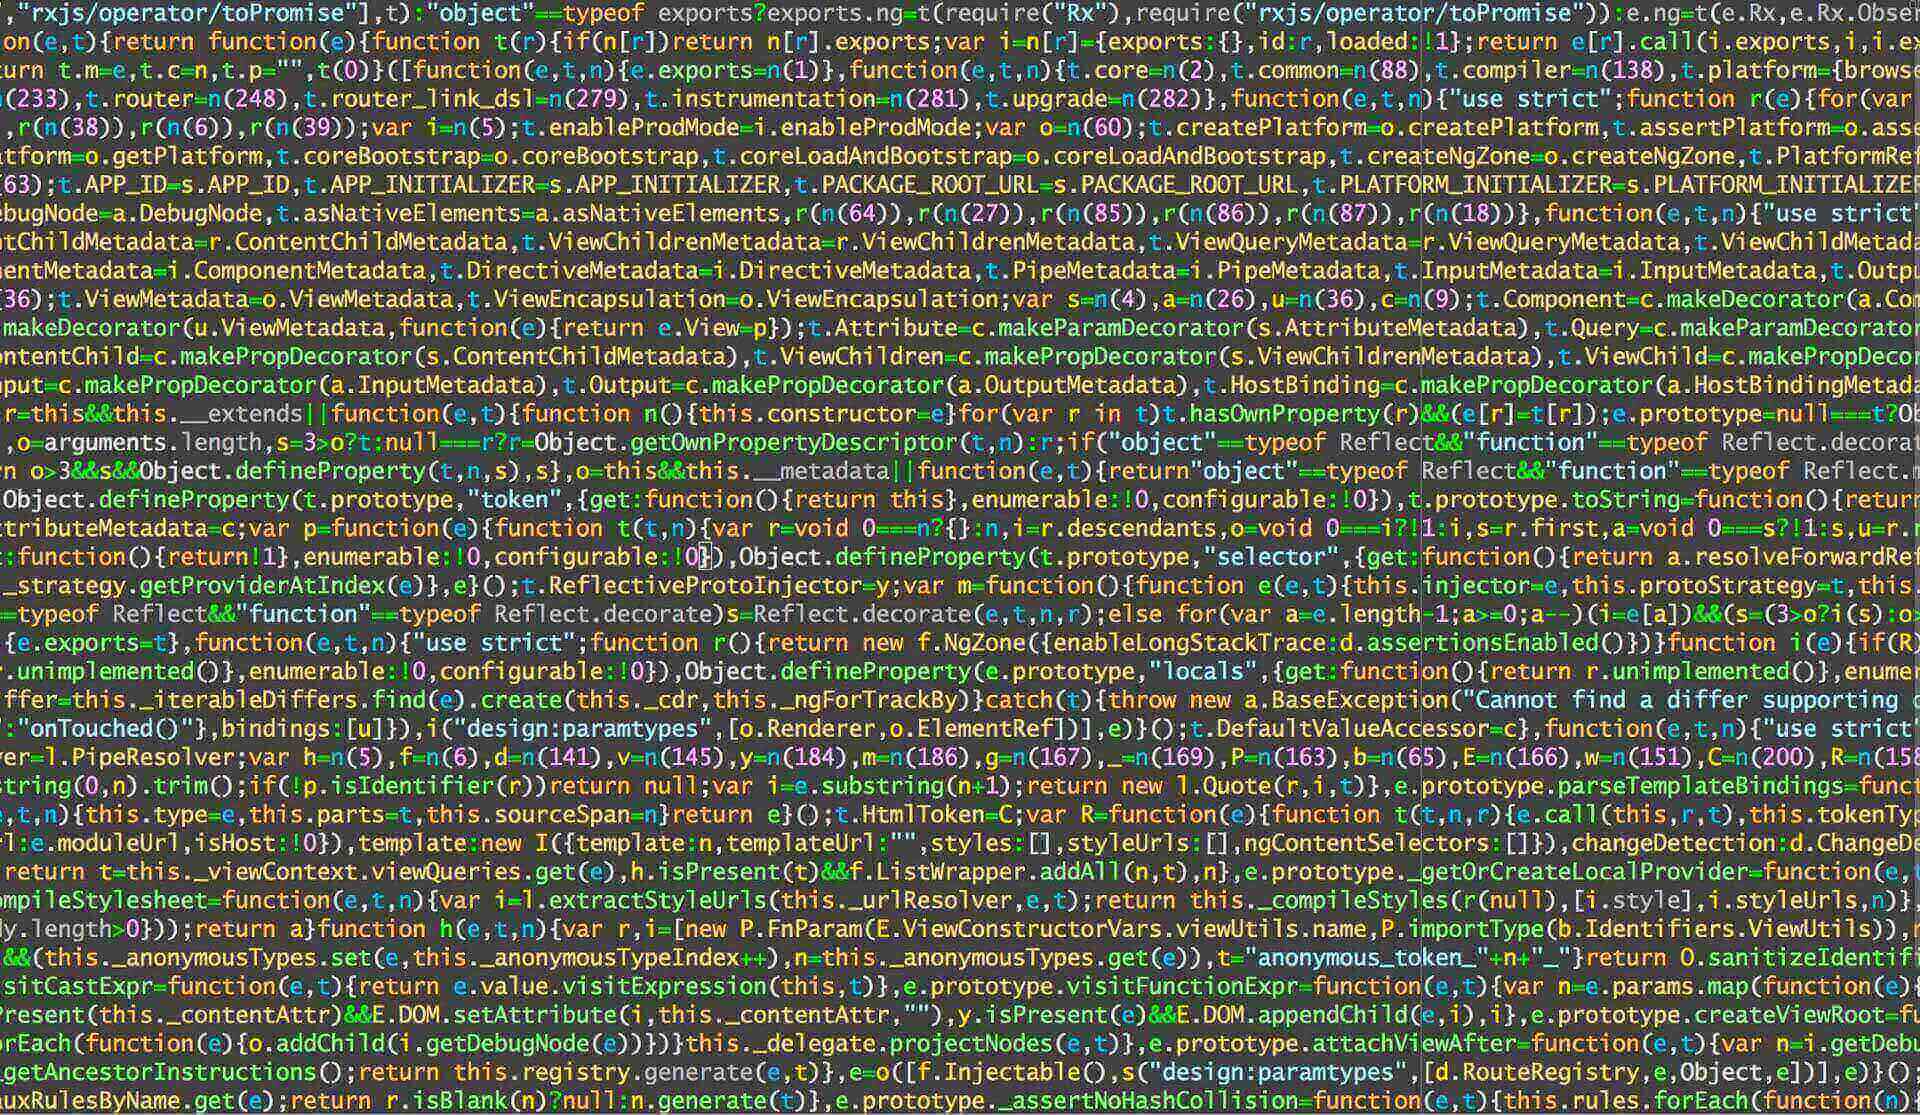 ,"rxjs/operator/toPromise"],t):"object"==typeof exports?exports.ng=t(require("Rx"),require("rxjs/operator/toPromise")):e.ng=t(e.Rx,e.Rx.Obser
on(e,t){return function(e){function t(r){if(n[r])return n[r].exports;var i=n[r]={exports:{},id:r,loaded:!1};return e[r].call(i.exports,i,i.ex
turn t.m=e,t.c=n,t.p="",t(0)}([function(e,t,n){e.exports=n(1)},function(e,t,n){t.core=n(2),t.common=n(88),t.compiler=n(138),t.platform={browse
(233),t.router=n(248),t.router_link_dsl=n(279),t.instrumentation=n(281),t.upgrade=n(282)},function(e,t,n){"use strict";function r(e){for(var
,r(n(38)),r(n(6)),r(n(39));var i=n(5);t.enableProdMode=i.enableProdMode;var o=n(60);t.createPlatform=o.createPlatform,t.assertPlatform=o.asse
atform=o.getPlatform,t.coreBootstrap=o.coreBootstrap,t.coreLoadAndBootstrap=o.coreLoadAndBootstrap,t.createNgZone=o.createNgZone,t.PlatformRef
(63);t.APP_ID=s.APP_ID,t.APP_INITIALIZER=s.APP_INITIALIZER,t.PACKAGE_ROOT_URL=s.PACKAGE_ROOT_URL,t.PLATFORM_INITIALIZER=s.PLATFORM_INITIALIZER
ebugNode=a.DebugNode,t.asNativeElements=a.asNativeElements,r(n(64)),r(n(27)),r(n(85)),r(n(86)),r(n(87)),r(n(18))},function(e,t,n){"use strict"
ntChildMetadata=r.ContentChildMetadata,t.ViewChildrenMetadata=r.ViewChildrenMetadata,t.ViewQueryMetadata=r.ViewQueryMetadata,t.ViewChildMetada
nentMetadata=i.ComponentMetadata,t.DirectiveMetadata=i.DirectiveMetadata,t.PipeMetadata=i.PipeMetadata,t.InputMetadata=i.InputMetadata,t.Outpu
(36);t.ViewMetadata=o.ViewMetadata,t.ViewEncapsulation=o.ViewEncapsulation;var s=n(4),a=n(26),u=n(36),c=n(9);t.Component=c.makeDecorator(a.Com
.makeDecorator(u.ViewMetadata,function(e){return e.View=p});t.Attribute=c.makeParamDecorator(s.AttributeMetadata),t.Query=c.makeParamDecorator
ontentChild=c.makePropDecorator(s.ContentChildMetadata),t.ViewChildren=c.makePropDecorator(s.ViewChildrenMetadata),t.ViewChild=c.makePropDecor
nput=c.makePropDecorator(a.InputMetadata),t.Output=c.makePropDecorator(a.OutputMetadata),t.HostBinding=c.makePropDecorator(a.HostBindingMetada
r=this&&this.__extends||function(e,t){function n(){this.constructor=e}for(var r in t)t.hasOwnProperty(r)&&(e[r]=t[r]);e.prototype=null===t?Ob
,o=arguments.length,s=3>o?t:null===r?r=Object.getOwnPropertyDescriptor(t,n):r;if("object"==typeof Reflect&&"function"==typeof Reflect.decorat
rn o>3&&s&&Object.defineProperty(t,n,s),s},o=this&&this.__metadata||function(e,t){return"object"==typeof Reflect&&"function"==typeof Reflect.m
Object.defineProperty(t.prototype,"token",{get:function(){return this},enumerable:!0,configurable:!0}),t.prototype.toString=function(){return
ttributeMetadata=c;var p=function(e){function t(t,n){var r=void 0===n?{}:n,i=r.descendants,o=void 0===i?!1:i,s=r.first,a=void 0===s?!1:s,u=r.r
t:function(){return!1},enumerable:!0,configurable:!0}),Object.defineProperty(t.prototype,"selector",{get:function(){return a.resolveForwardRef
._strategy.getProviderAtIndex(e)},e}();t.ReflectiveProtoInjector=y;var m=function(){function e(e,t){this.injector=e,this.protoStrategy=t,this.
==typeof Reflect&&"function"==typeof Reflect.decorate)s=Reflect.decorate(e,t,n,r);else for(var a=e.length-1;a>=0;a--)(i=e[a])&&(s=(3>o?i(s):o>
{e.exports=t},function(e,t,n){"use strict";function r(){return new f.NgZone({enableLongStackTrace:d.assertionsEnabled()})}function i(e){if(R)
r.unimplemented()},enumerable:!0,configurable:!0}),Object.defineProperty(e.prototype,"locals",{get:function(){return r.unimplemented()},enumer
iffer=this._iterableDiffers.find(e).create(this._cdr,this._ngForTrackBy)}catch(t){throw new a.BaseException("Cannot find a differ supporting
:"onTouched()"},bindings:[u]}),i("design:paramtypes",[o.Renderer,o.ElementRef])],e)}();t.DefaultValueAccessor=c},function(e,t,n){"use strict"
ver=l.PipeResolver;var h=n(5),f=n(6),d=n(141),v=n(145),y=n(184),m=n(186),g=n(167),_=n(169),P=n(163),b=n(65),E=n(166),w=n(151),C=n(200),R=n(158
string(0,n).trim();if(!p.isIdentifier(r))return null;var i=e.substring(n+1);return new l.Quote(r,i,t)},e.prototype.parseTemplateBindings=funct
e,t,n){this.type=e,this.parts=t,this.sourceSpan=n}return e}();t.HtmlToken=C;var R=function(e){function t(t,n,r){e.call(this,r,t),this.tokenTyp
rl:e.moduleUrl,isHost:!0}),template:new I({template:n,templateUrl:"",styles:[],styleUrls:[],ngContentSelectors:[]}),changeDetection:d.ChangeDe
return t=this._viewContext.viewQueries.get(e),h.isPresent(t)&&f.ListWrapper.addAll(n,t),n},e.prototype._getOrCreateLocalProvider=function(e,t
ompileStylesheet=function(e,t,n){var i=l.extractStyleUrls(this._urlResolver,e,t);return this._compileStyles(r(null),[i.style],i.styleUrls,n)}
dy.length>0}));return a}function h(e,t,n){var r,i=[new P.FnParam(E.ViewConstructorVars.viewUtils.name,P.importType(b.Identifiers.ViewUtils)),n
&&(this._anonymousTypes.set(e,this._anonymousTypeIndex++),n=this._anonymousTypes.get(e)),t="anonymous_token_"+n+"_"}return O.sanitizeIdentifi
isitCastExpr=function(e,t){return e.value.visitExpression(this,t)},e.prototype.visitFunctionExpr=function(e,t){var n=e.params.map(function(e){
Present(this._contentAttr)&&E.DOM.setAttribute(i,this._contentAttr,""),y.isPresent(e)&&E.DOM.appendChild(e,i),i},e.prototype.createViewRoot=fu
orEach(function(e){o.addChild(i.getDebugNode(e))})}this._delegate.projectNodes(e,t)},e.prototype.attachViewAfter=function(e,t){var n=i.getDebu
_getAncestorInstructions();return this.registry.generate(e,t)},e=o([f.Injectable(),s("design:paramtypes",[d.RouteRegistry,e,Object,e])],e)}();
auxRulesByName.get(e);return r.isBlank(n)?null:n.generate(t)},e.prototype._assertNoHashCollision=function(e,t){this.rules.forEach(function(n)